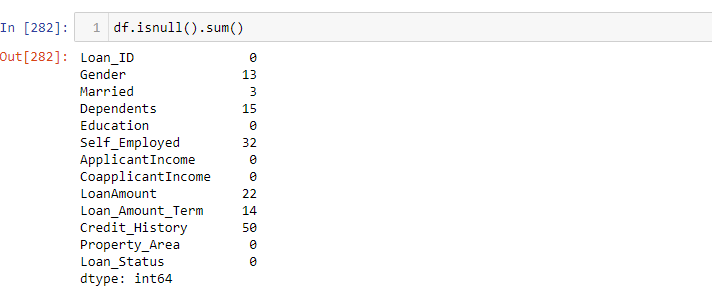 In [282]: 1 df.isnull().sum()
Out[282]: Loan_ID 0
Gender 13
Married 3
Dependents 15
Education 0
Self_Employed 32
ApplicantIncome 0
CoapplicantIncome 0
LoanAmount 22
Loan_Amount_Term 14
Credit_History 50
Property_Area 0
Loan_Status 0
dtype: int64